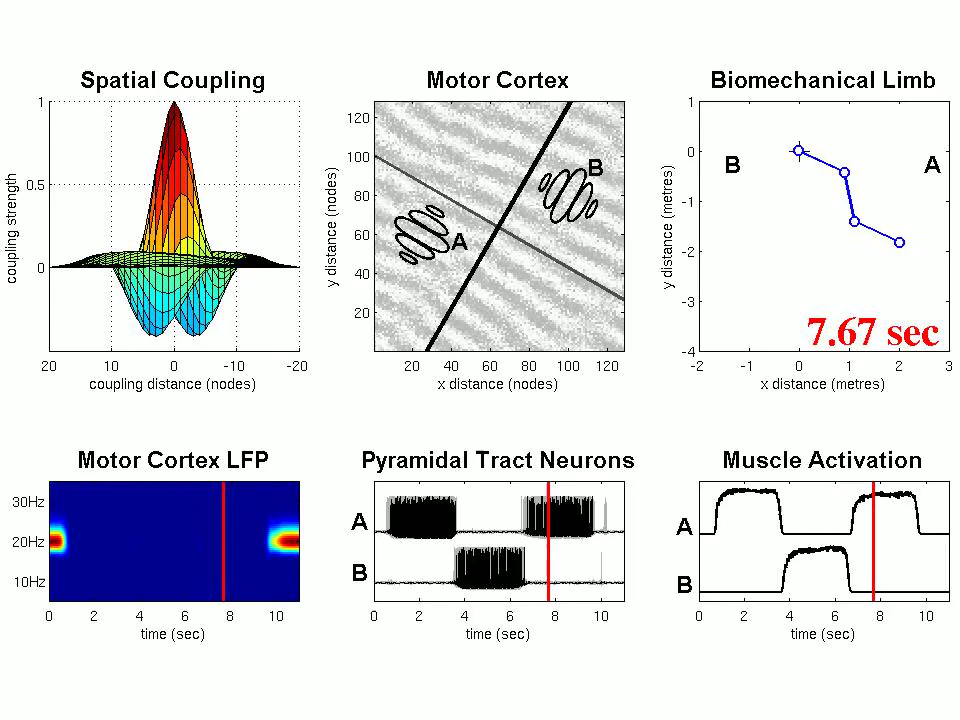 Spatial Coupling
1
0.5
0
coupling strength
20 10 0 -10 -20
coupling distance (nodes)
Motor Cortex
120
100
80
60
40
20
y distance (nodes)
B
A
20 40 60 80 100 120
x distance (nodes)
Biomechanical Limb
1
0
-1
-2
-3
-4
y distance (metres)
B A
7.67 sec
-2 -1 0 1 2 3
x distance (metres)
Motor Cortex LFP
30Hz
20Hz
10Hz
0 2 4 6 8 10
time (sec)
Pyramidal Tract Neurons
A
B
0 2 4 6 8 10
time (sec)
Muscle Activation
A
B
0 2 4 6 8 10
time (sec)